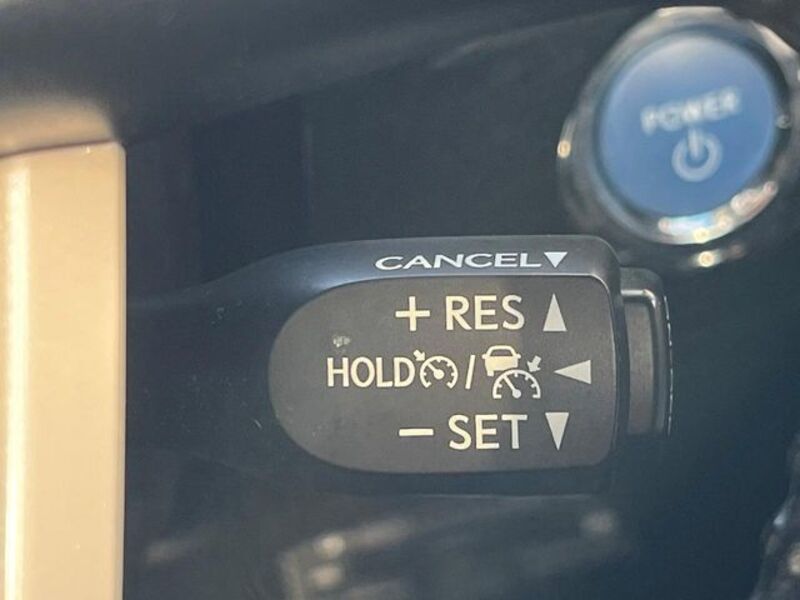 POWER
CANCEL▼
+ RES ▲
HOLD / ◀
− SET ▼